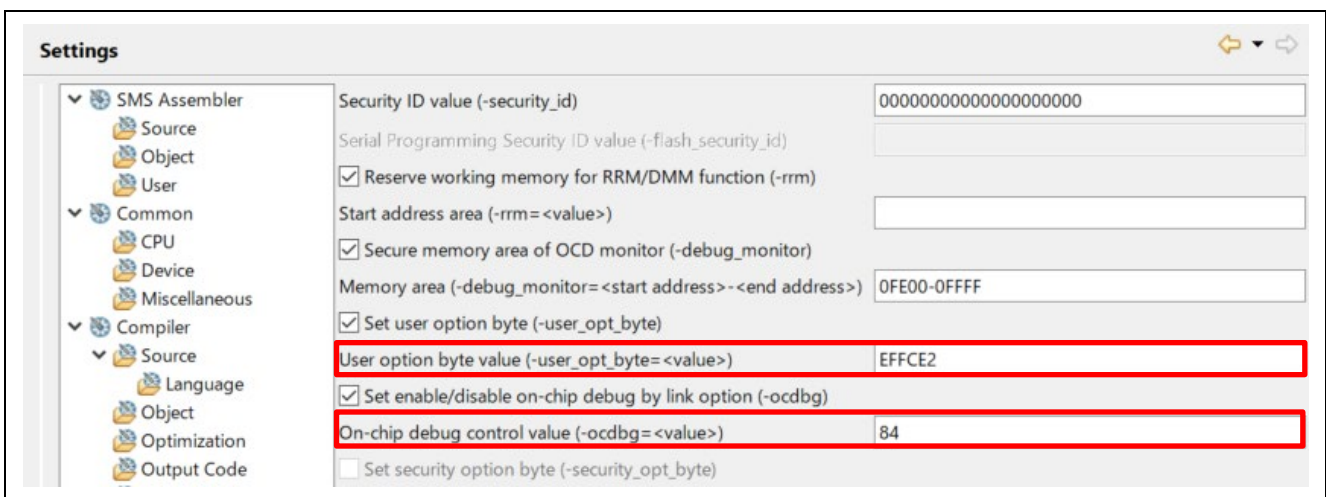 Settings
SMS Assembler
Source
Object
User
Common
CPU
Device
Miscellaneous
Compiler
Source
Language
Object
Optimization
Output Code
Security ID value (-security_id) 00000000000000000000
Serial Programming Security ID value (-flash_security_id)
Reserve working memory for RRM/DMM function (-rrm)
Start address area (-rrm=<value>)
Secure memory area of OCD monitor (-debug_monitor)
Memory area (-debug_monitor=<start address>-<end address>) 0FE00-0FFFF
Set user option byte (-user_opt_byte)
User option byte value (-user_opt_byte=<value>) EFFCE2
Set enable/disable on-chip debug by link option (-ocdbg)
On-chip debug control value (-ocdbg=<value>) 84
Set security option byte (-security_opt_byte)